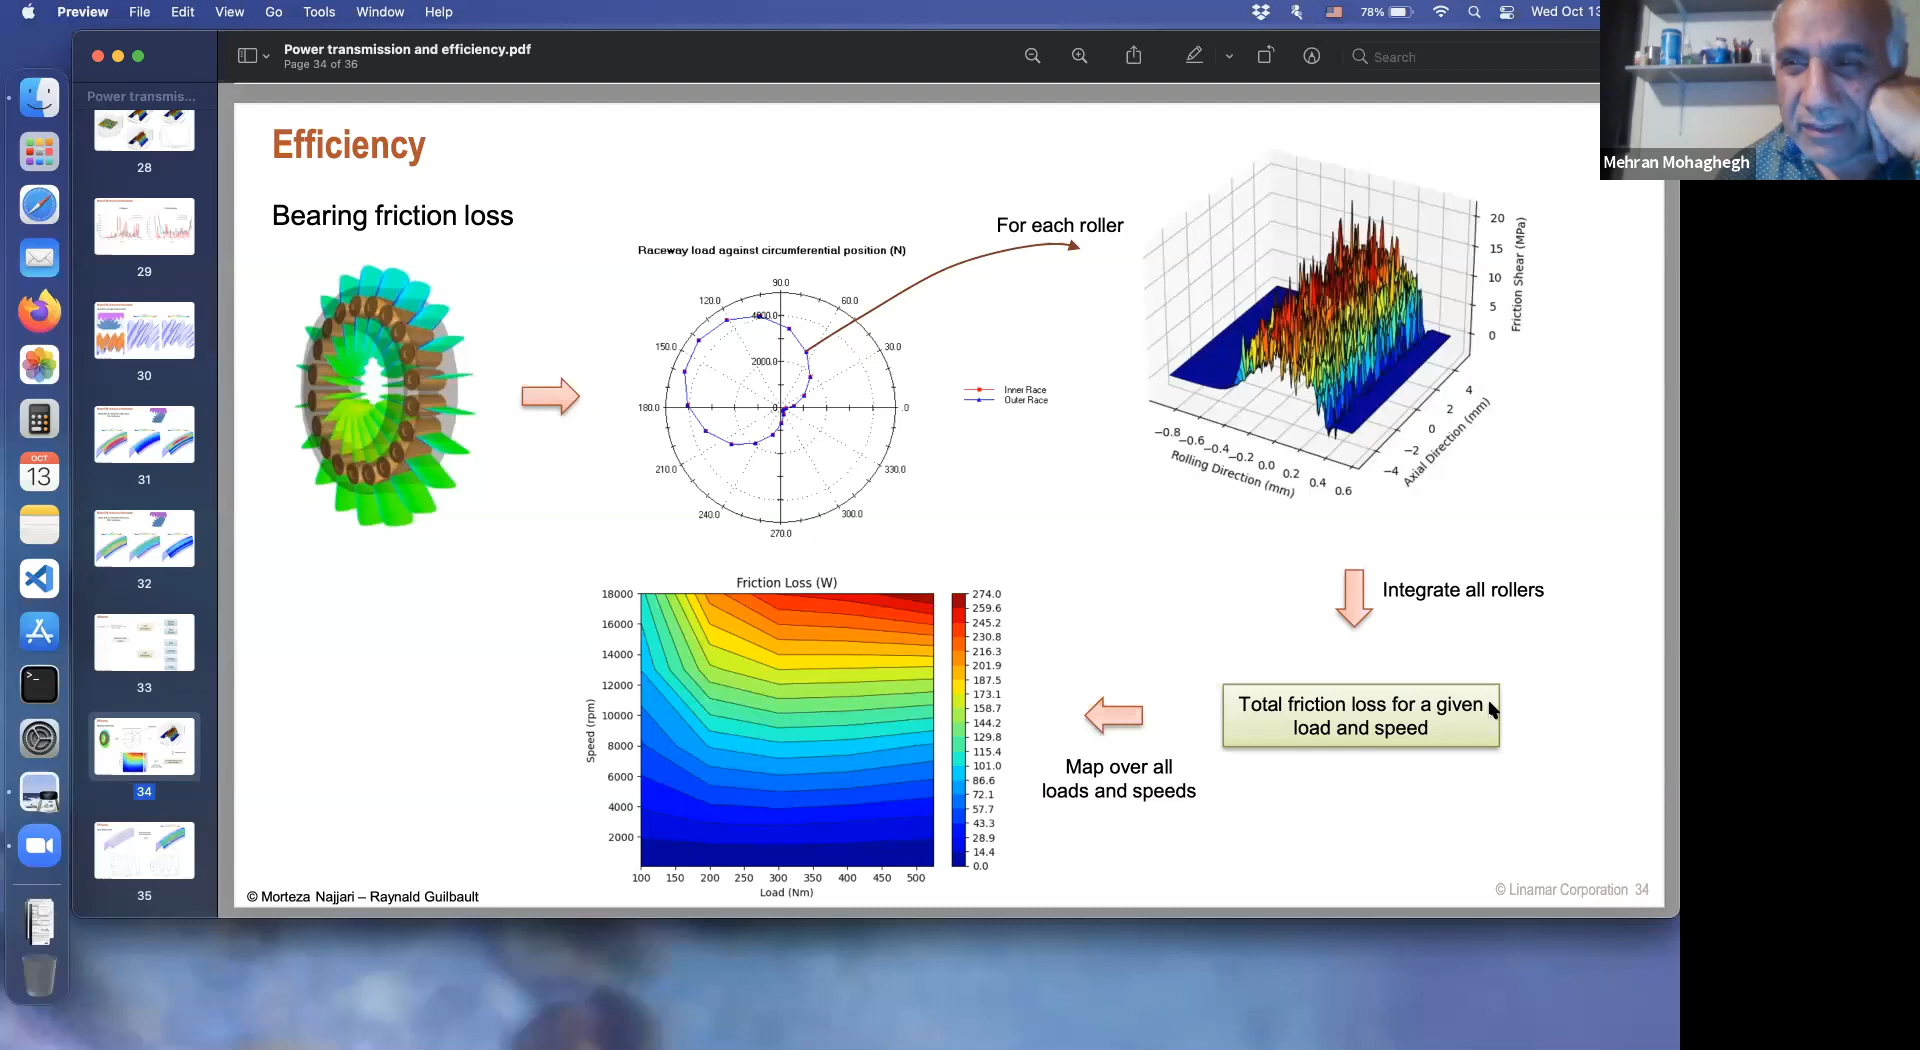 Preview File Edit View Go Tools Window Help
78% Wed Oct 13
Power transmission and efficiency.pdf
Page 34 of 36
Search
Mehran Mohaghegh
Power transmis...
28
29
30
31
32
33
34
35
OCT
13
Efficiency
Bearing friction loss
Raceway load against circumferential position (N)
90.0
120.0
60.0
4000.0
150.0
30.0
2000.0
180.0
0
.0
210.0
330.0
240.0
300.0
270.0
Inner Race
Outer Race
For each roller
20
15
10
5
0
Friction Shear (MPa)
4
2
0
−2
−4
Axial Direction (mm)
−0.8
−0.6
−0.4
−0.2
0.0
0.2
0.4
0.6
Rolling Direction (mm)
Integrate all rollers
Total friction loss for a given
load and speed
Map over all
loads and speeds
Friction Loss (W)
18000
16000
14000
12000
10000
8000
6000
4000
2000
Speed (rpm)
100 150 200 250 300 350 400 450 500
Load (Nm)
274.0
259.6
245.2
230.8
216.3
201.9
187.5
173.1
158.7
144.2
129.8
115.4
101.0
86.6
72.1
57.7
43.3
28.9
14.4
0.0
© Morteza Najjari – Raynald Guilbault
© Linamar Corporation 34